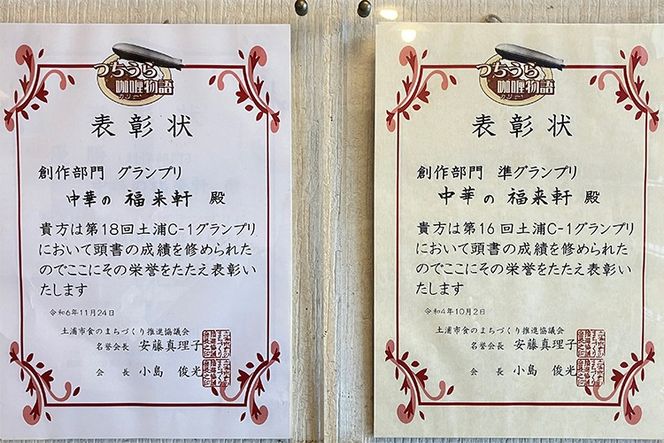 つちうら
咖喱物語
カリー
表彰状
創作部門 グランプリ
中華の 福来軒 殿
貴方は第18回土浦C-1グランプリ
において頭書の成績を修められた
のでここにその栄誉をたたえ表彰い
たします
令和6年11月24日
土浦市食のまちづくり推進協議会
名誉会長 安藤真理子
会 長 小島 俊光
つちうら
咖喱物語
カリー
表彰状
創作部門 準グランプリ
中華の 福来軒 殿
貴方は第16回土浦C-1グランプリ
において頭書の成績を修められた
のでここにその栄誉をたたえ表彰い
たします
令和4年10月2日
土浦市食のまちづくり推進協議会
名誉会長 安藤真理子
会 長 小島 俊光